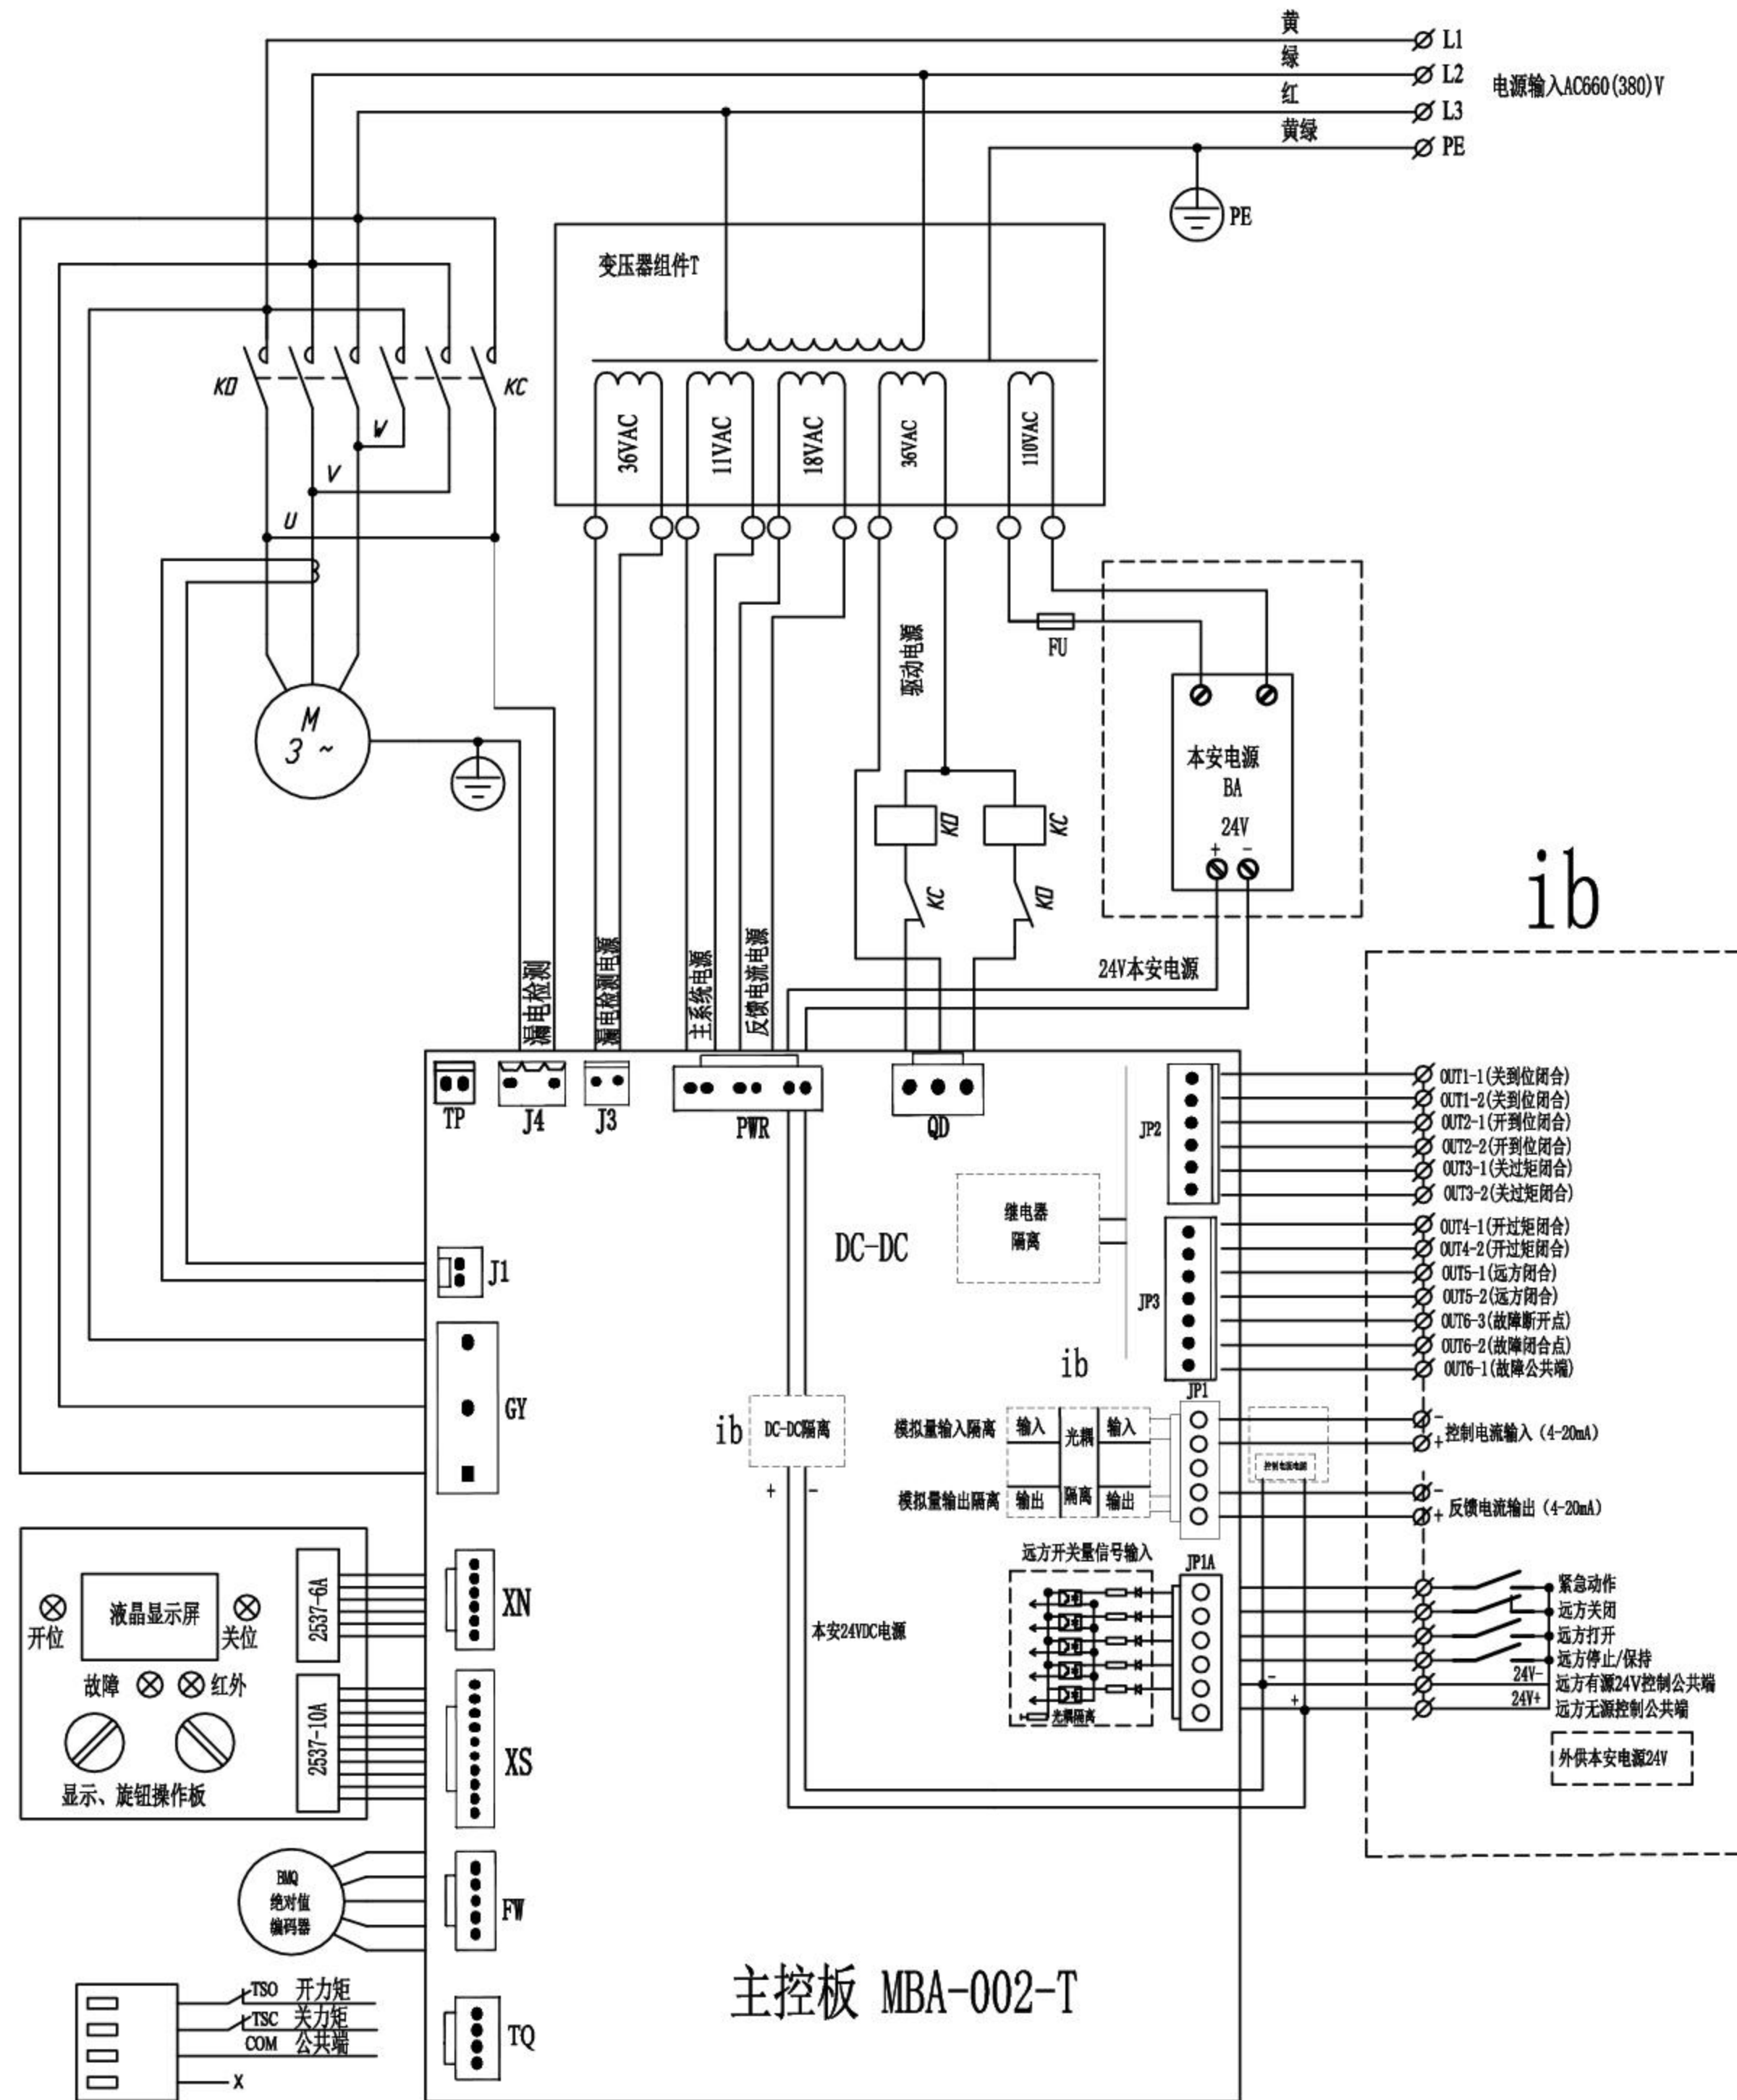 黄
L1
绿
L2
电源输入AC660(380)V
红
L3
黄绿
PE
PE
变压器组件T
KO
KC
W
V
U
36VAC
11VAC
18VAC
36VAC
110VAC
FU
驱动电源
M
3 ~
本安电源
BA
24V
+ -
KO
KC
KC
KO
ib
漏电检测
漏电检测电源
主系统电源
反馈电流电源
24V本安电源
TP
J4
J3
PWR
QD
JP2
OUT1-1(关到位闭合)
OUT1-2(关到位闭合)
OUT2-1(开到位闭合)
OUT2-2(开到位闭合)
OUT3-1(关过矩闭合)
OUT3-2(关过矩闭合)
继电器
隔离
DC-DC
JP3
OUT4-1(开过矩闭合)
OUT4-2(开过矩闭合)
OUT5-1(远方闭合)
OUT5-2(远方闭合)
OUT6-3(故障断开点)
OUT6-2(故障闭合点)
OUT6-1(故障公共端)
J1
GY
ib
ib
DC-DC隔离
+ -
JP1
模拟量输入隔离
输入
光耦
输入
模拟量输出隔离
输出
隔离
输出
-
+
控制电流输入 (4-20mA)
-
+
反馈电流输出 (4-20mA)
远方开关量信号输入
JP1A
光耦隔离
紧急动作
远方关闭
远方打开
远方停止/保持
-
24V-
远方有源24V控制公共端
+
24V+
远方无源控制公共端
外供本安电源24V
本安24VDC电源
开位
液晶显示屏
关位
2537-6A
XN
故障
红外
2537-10A
XS
显示、旋钮操作板
BMQ
绝对值
编码器
FW
TSO 开力矩
TSC 关力矩
COM 公共端
X
TQ
主控板 MBA-002-T